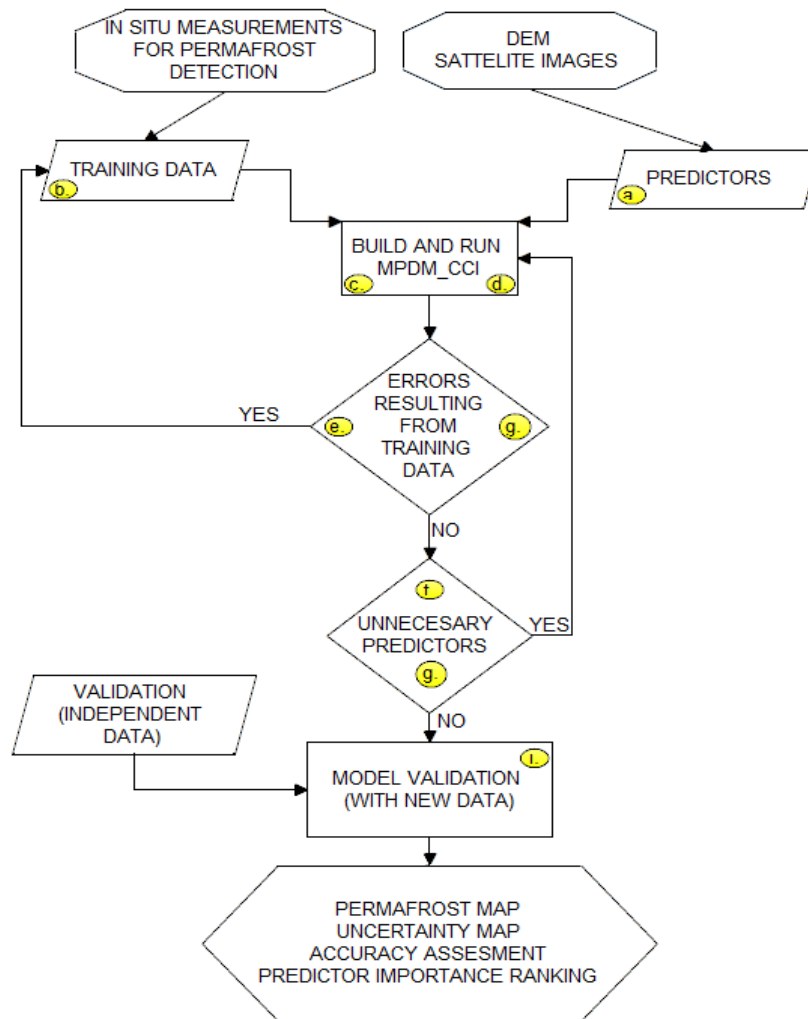 IN SITU MEASUREMENTS
FOR PERMAFROST
DETECTION
DEM
SATTELITE IMAGES
TRAINING DATA
b.
PREDICTORS
a.
BUILD AND RUN
MPDM_CCI
c.
d.
ERRORS
RESULTING
FROM
TRAINING
DATA
e.
g.
YES
NO
f
UNNECESARY
PREDICTORS
g.
YES
NO
VALIDATION
(INDEPENDENT
DATA)
MODEL VALIDATION
(WITH NEW DATA)
i.
PERMAFROST MAP
UNCERTAINTY MAP
ACCURACY ASSESMENT
PREDICTOR IMPORTANCE RANKING